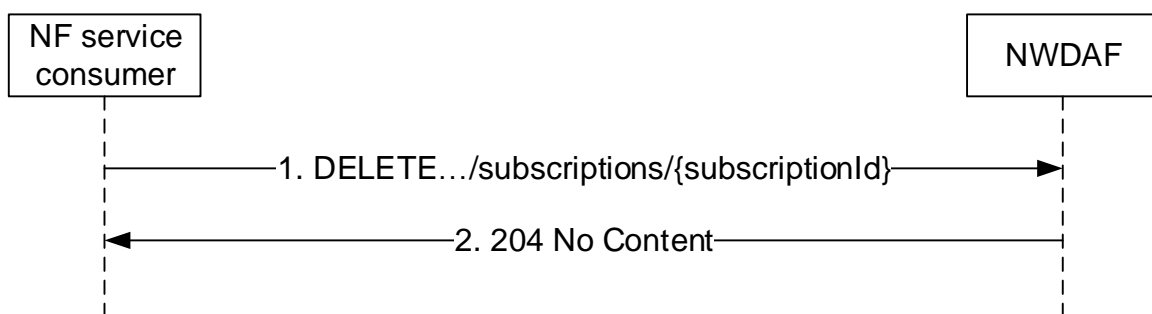 NF service
consumer
NWDAF
1. DELETE…/subscriptions/{subscriptionId}
2. 204 No Content